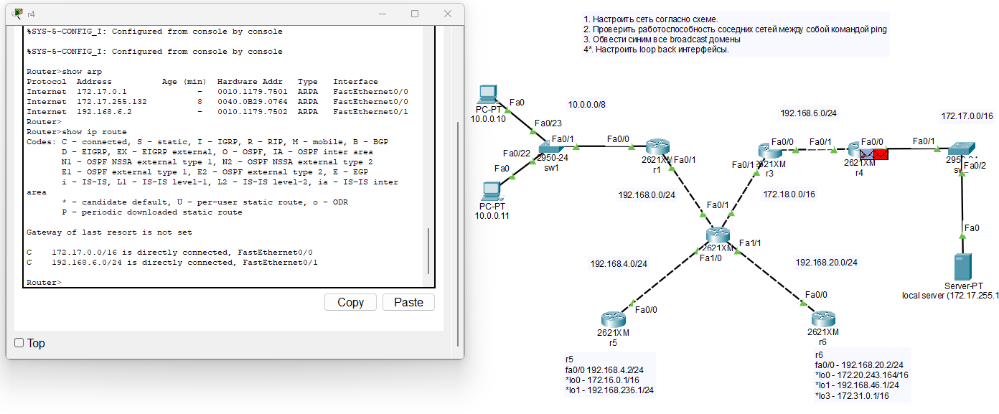 r4
%SYS-5-CONFIG_I: Configured from console by console
%SYS-5-CONFIG_I: Configured from console by console
Router>show arp
Protocol  Address          Age (min)  Hardware Addr   Type   Interface
Internet  172.17.0.1              -   0010.1179.7501  ARPA   FastEthernet0/0
Internet  172.17.255.132          8   0040.0B29.0764  ARPA   FastEthernet0/0
Internet  192.168.6.2             -   0010.1179.7502  ARPA   FastEthernet0/1
Router>
Router>show ip route
Codes: C - connected, S - static, I - IGRP, R - RIP, M - mobile, B - BGP
D - EIGRP, EX - EIGRP external, O - OSPF, IA - OSPF inter area
N1 - OSPF NSSA external type 1, N2 - OSPF NSSA external type 2
E1 - OSPF external type 1, E2 - OSPF external type 2, E - EGP
i - IS-IS, L1 - IS-IS level-1, L2 - IS-IS level-2, ia - IS-IS inter
area
* - candidate default, U - per-user static route, o - ODR
P - periodic downloaded static route
Gateway of last resort is not set
C    172.17.0.0/16 is directly connected, FastEthernet0/0
C    192.168.6.0/24 is directly connected, FastEthernet0/1
Router>
Copy
Paste
Top
1. Настроить сеть согласно схеме.
2. Проверить работоспособность соседних сетей между собой командой ping
3. Обвести синим все broadcast домены
4*. Настроить loop back интерфейсы.
PC-PT
10.0.0.10
Fa0
Fa0/23
10.0.0.0/8
Fa0/1
Fa0/22
Fa0
2950-24
sw1
PC-PT
10.0.0.11
Fa0/0
2621XM
r1
Fa0/1
192.168.0.0/24
192.168.6.0/24
Fa0/0
Fa0/1
2621XM
r3
Fa0/1
172.18.0.0/16
Fa0/0
2621XM
r4
172.17.0.0/16
Fa0/1
Fa0/2
Fa0
Server-PT
local server (172.17.255.1
Fa0/1
2621XM
Fa1/0
Fa1/1
192.168.4.0/24
192.168.20.0/24
Fa0/0
2621XM
r5
Fa0/0
2621XM
r6
r5
fa0/0 192.168.4.2/24
*lo0 - 172.16.0.1/16
*lo1 - 192.168.236.1/24
r6
fa0/0 - 192.168.20.2/24
*lo0 - 172.20.243.164/16
*lo1 - 192.168.46.1/24
*lo3 - 172.31.0.1/16